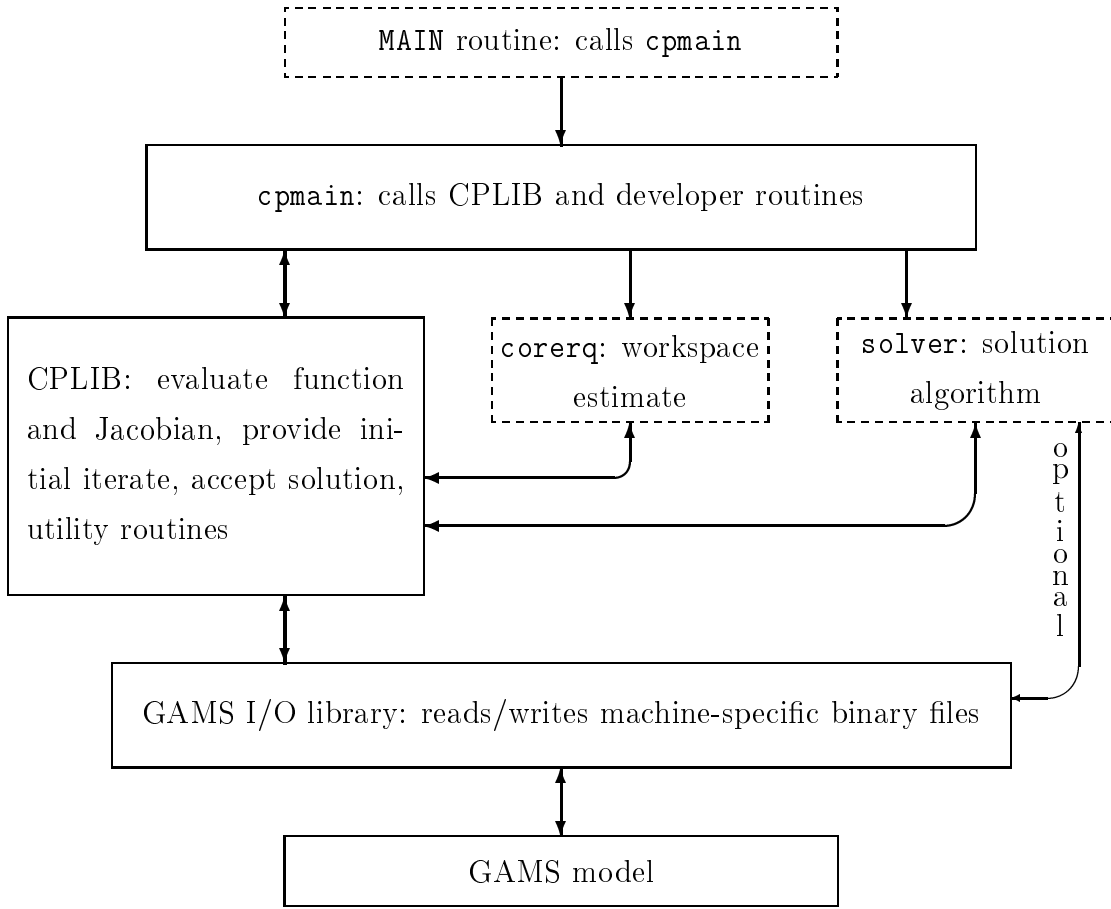 MAIN routine: calls cpmain
cpmain: calls CPLIB and developer routines
CPLIB: evaluate function
and Jacobian, provide ini-
tial iterate, accept solution,
utility routines
corerq: workspace
estimate
solver: solution
algorithm
optional
GAMS I/O library: reads/writes machine-specific binary files
GAMS model